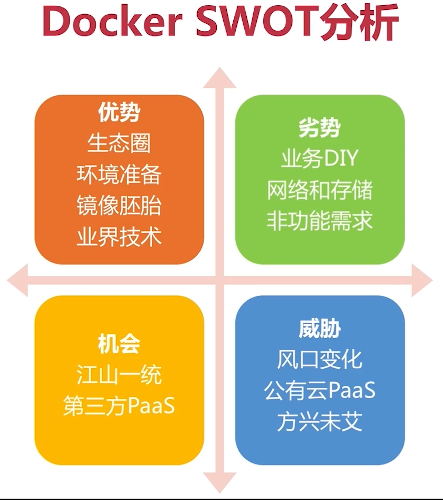 Docker SWOT分析
优势
生态圈
环境准备
镜像胚胎
业界技术
劣势
业务DIY
网络和存储
非功能需求
机会
江山一统
第三方PaaS
威胁
风口变化
公有云PaaS
方兴未艾